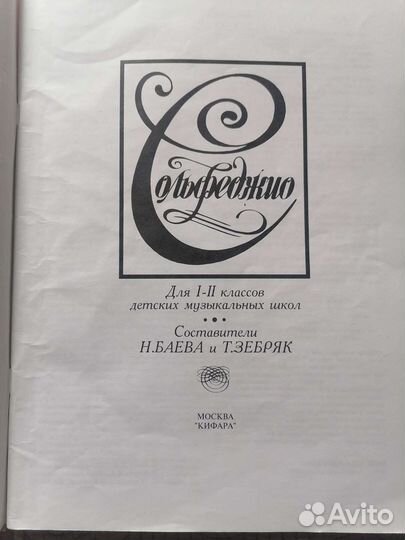 Сольфеджио
Для I-II классов
детских музыкальных школ
Составители
Н.БАЕВА и Т.ЗЕБРЯК
МОСКВА
"КИФАРА"
Avito